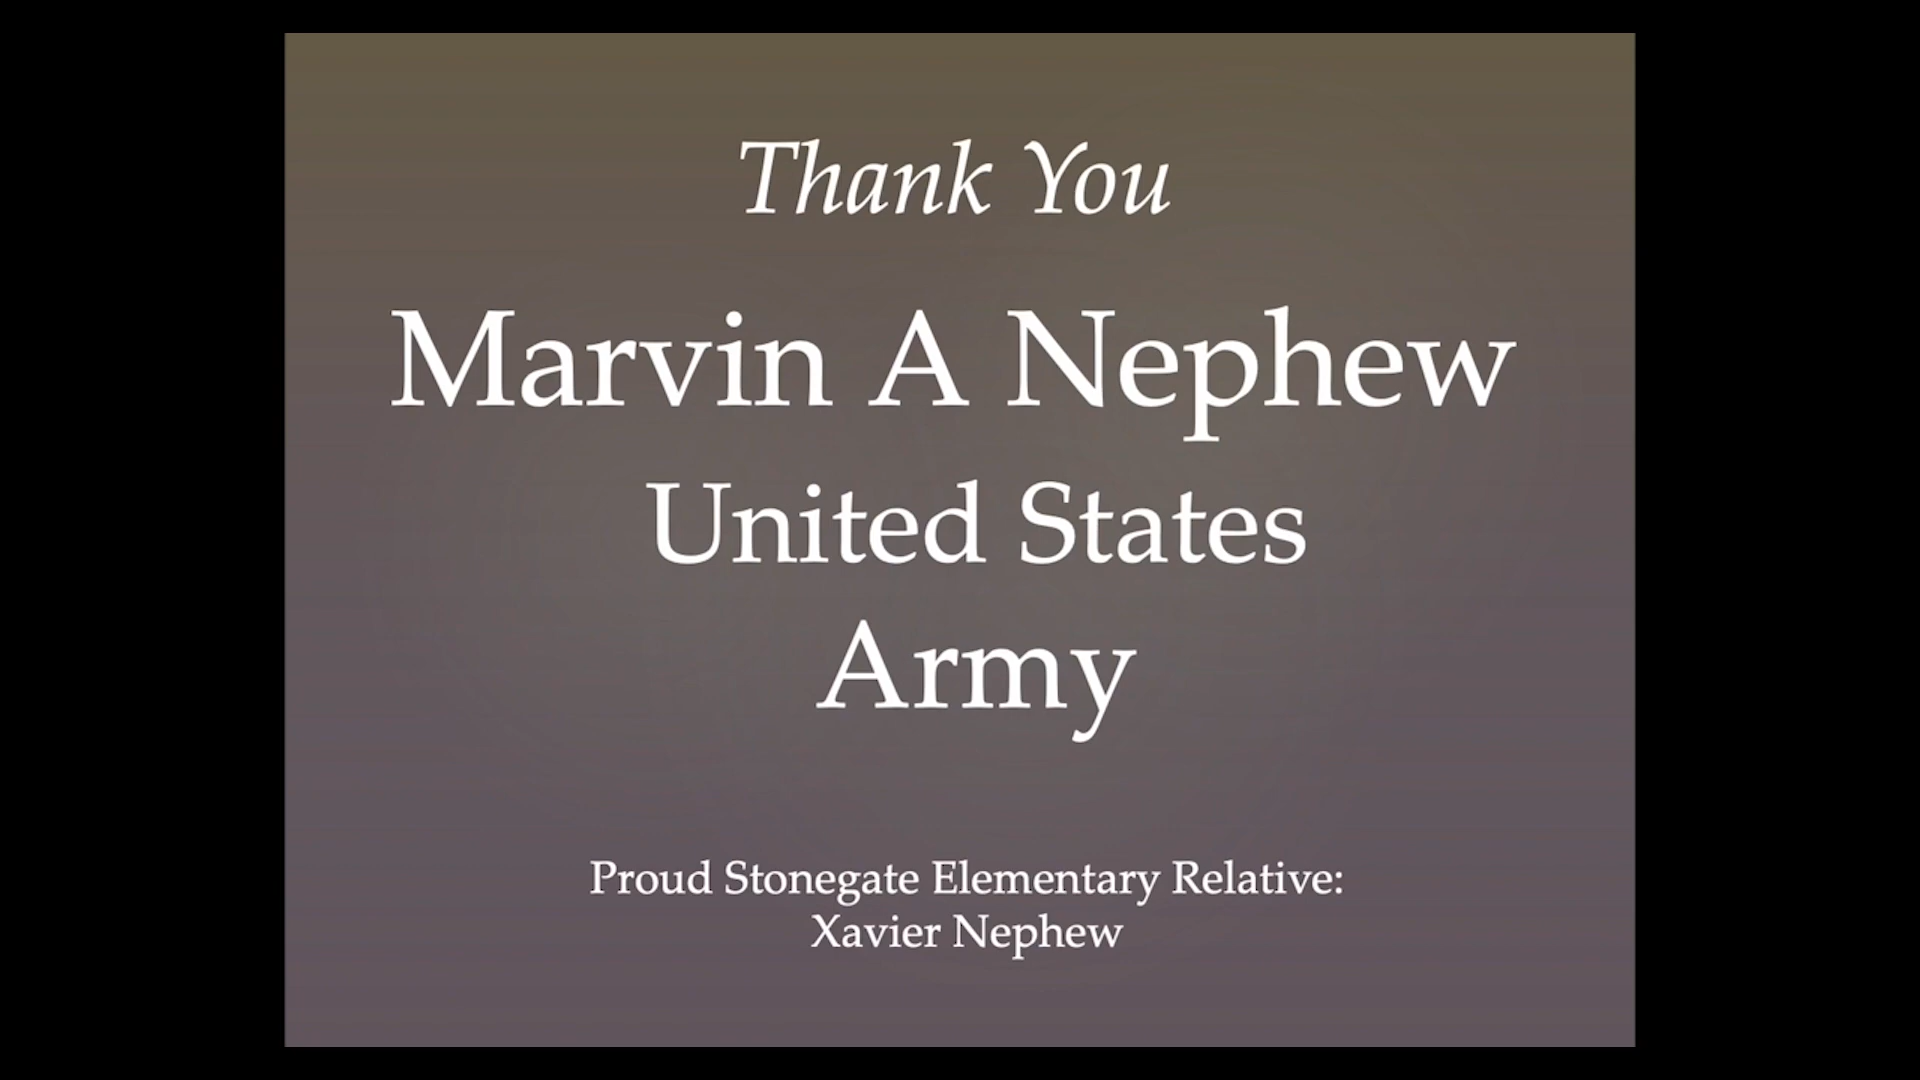 Thank You
Marvin A Nephew
United States
Army
Proud Stonegate Elementary Relative:
Xavier Nephew